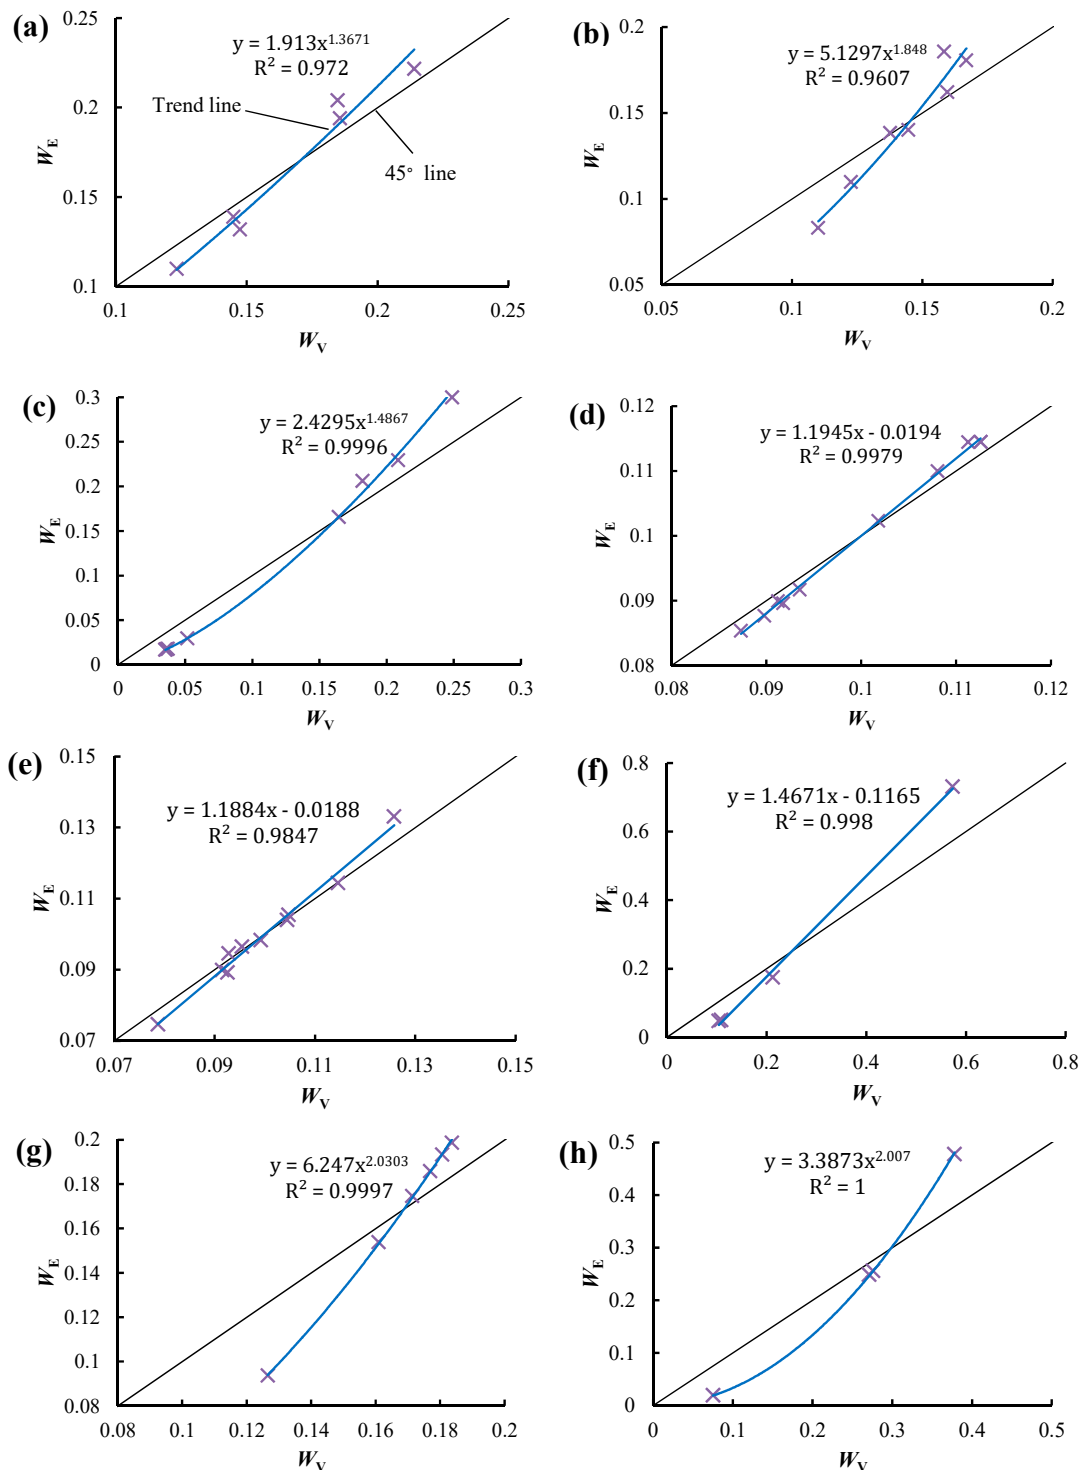 (a)
0.25
0.2
0.15
0.1
0.1
0.15
0.2
0.25
W_E
W_V
y = 1.913x^1.3671
R² = 0.972
Trend line
45° line
(b)
0.2
0.15
0.1
0.05
0.05
0.1
0.15
0.2
W_E
W_V
y = 5.1297x^1.848
R² = 0.9607
(c)
0.3
0.25
0.2
0.15
0.1
0.05
0
0
0.05
0.1
0.15
0.2
0.25
0.3
W_E
W_V
y = 2.4295x^1.4867
R² = 0.9996
(d)
0.12
0.11
0.1
0.09
0.08
0.08
0.09
0.1
0.11
0.12
W_E
W_V
y = 1.1945x - 0.0194
R² = 0.9979
(e)
0.15
0.13
0.11
0.09
0.07
0.07
0.09
0.11
0.13
0.15
W_E
W_V
y = 1.1884x - 0.0188
R² = 0.9847
(f)
0.8
0.6
0.4
0.2
0
0
0.2
0.4
0.6
0.8
W_E
W_V
y = 1.4671x - 0.1165
R² = 0.998
(g)
0.2
0.18
0.16
0.14
0.12
0.1
0.08
0.08
0.1
0.12
0.14
0.16
0.18
0.2
W_E
W_V
y = 6.247x^2.0303
R² = 0.9997
(h)
0.5
0.4
0.3
0.2
0.1
0
0
0.1
0.2
0.3
0.4
0.5
W_E
W_V
y = 3.3873x^2.007
R² = 1